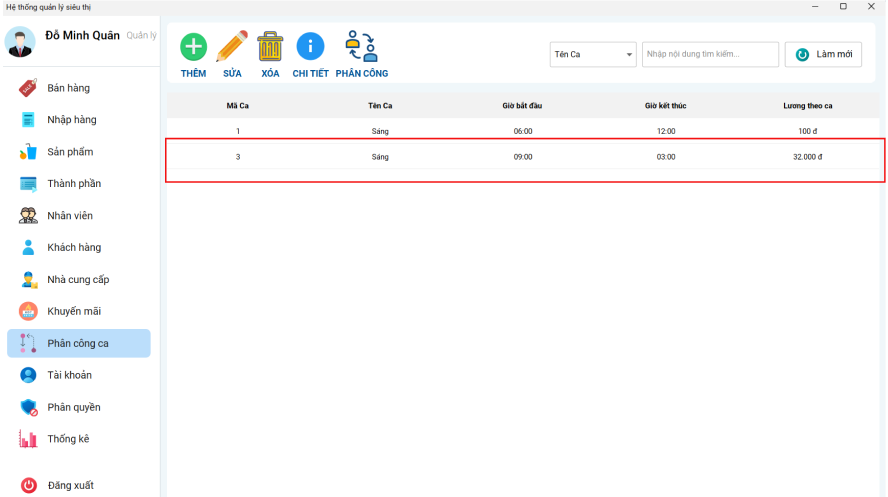 Hệ thống quản lý siêu thị
Đỗ Minh Quân Quản lý
Bán hàng
Nhập hàng
Sản phẩm
Thành phần
Nhân viên
Khách hàng
Nhà cung cấp
Khuyến mãi
Phân công ca
Tài khoản
Phân quyền
Thống kê
Đăng xuất
THÊM SỬA XÓA CHI TIẾT PHÂN CÔNG
Tên Ca Nhập nội dung tìm kiếm... Làm mới
Mã Ca Tên Ca Giờ bắt đầu Giờ kết thúc Lương theo ca
1 Sáng 06:00 12:00 100 đ
3 Sáng 09:00 03:00 32.000 đ